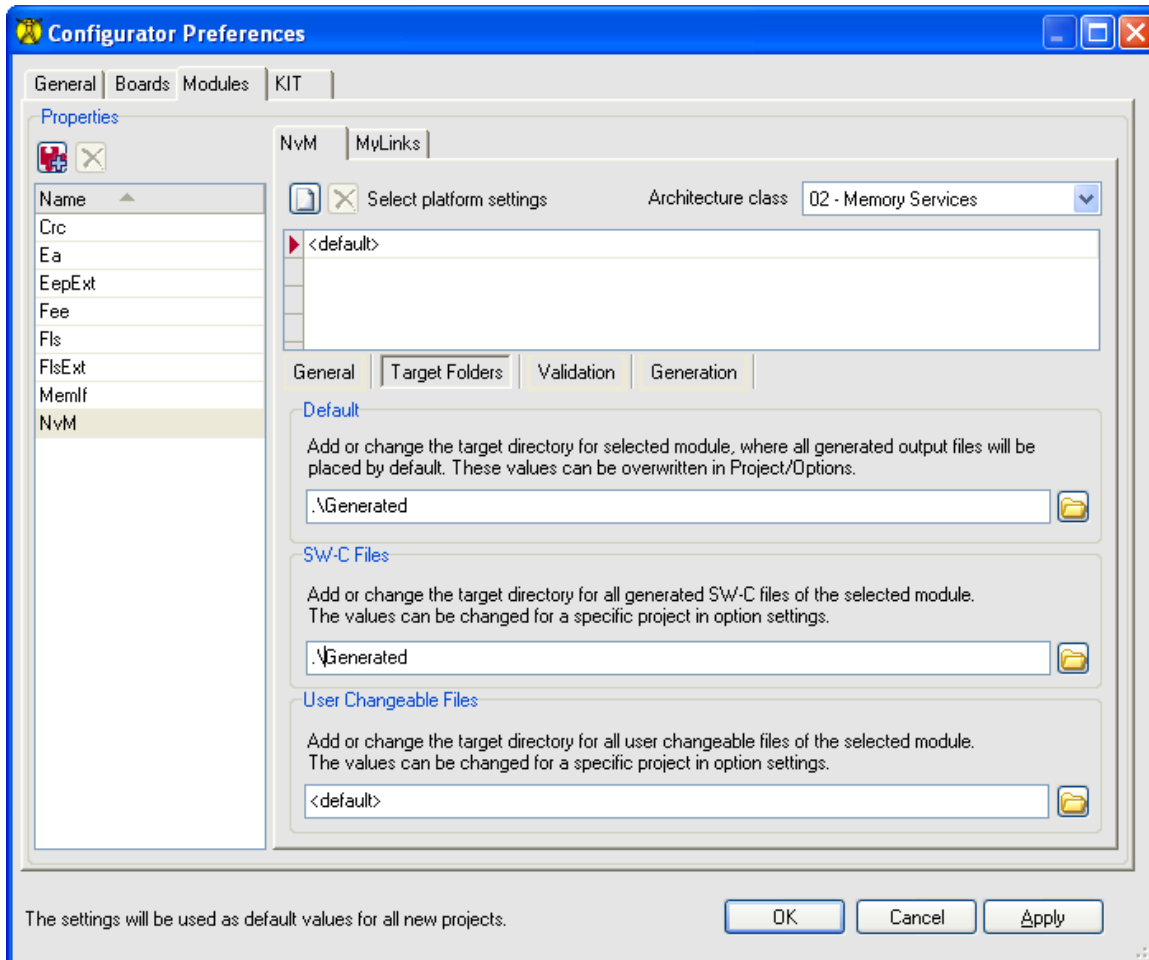 Configurator Preferences
General Boards Modules KIT
Properties
NvM MyLinks
Select platform settings Architecture class 02 - Memory Services
Name
Crc
Ea
EepExt
Fee
Fls
FlsExt
MemIf
NvM
<default>
General Target Folders Validation Generation
Default
Add or change the target directory for selected module, where all generated output files will be
placed by default. These values can be overwritten in Project/Options.
.\Generated
SW-C Files
Add or change the target directory for all generated SW-C files of the selected module.
The values can be changed for a specific project in option settings.
.\Generated
User Changeable Files
Add or change the target directory for all user changeable files of the selected module.
The values can be changed for a specific project in option settings.
<default>
The settings will be used as default values for all new projects.
OK Cancel Apply